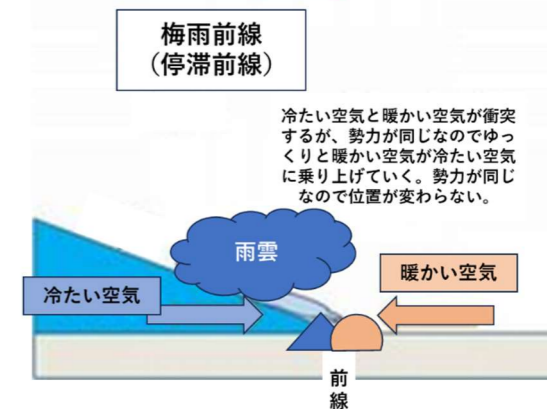 梅雨前線
（停滞前線）
冷たい空気と暖かい空気が衝突
するが、勢力が同じなのでゆっ
くりと暖かい空気が冷たい空気
に乗り上げていく。勢力が同じ
なので位置が変わらない。
雨雲
暖かい空気
冷たい空気
前
線